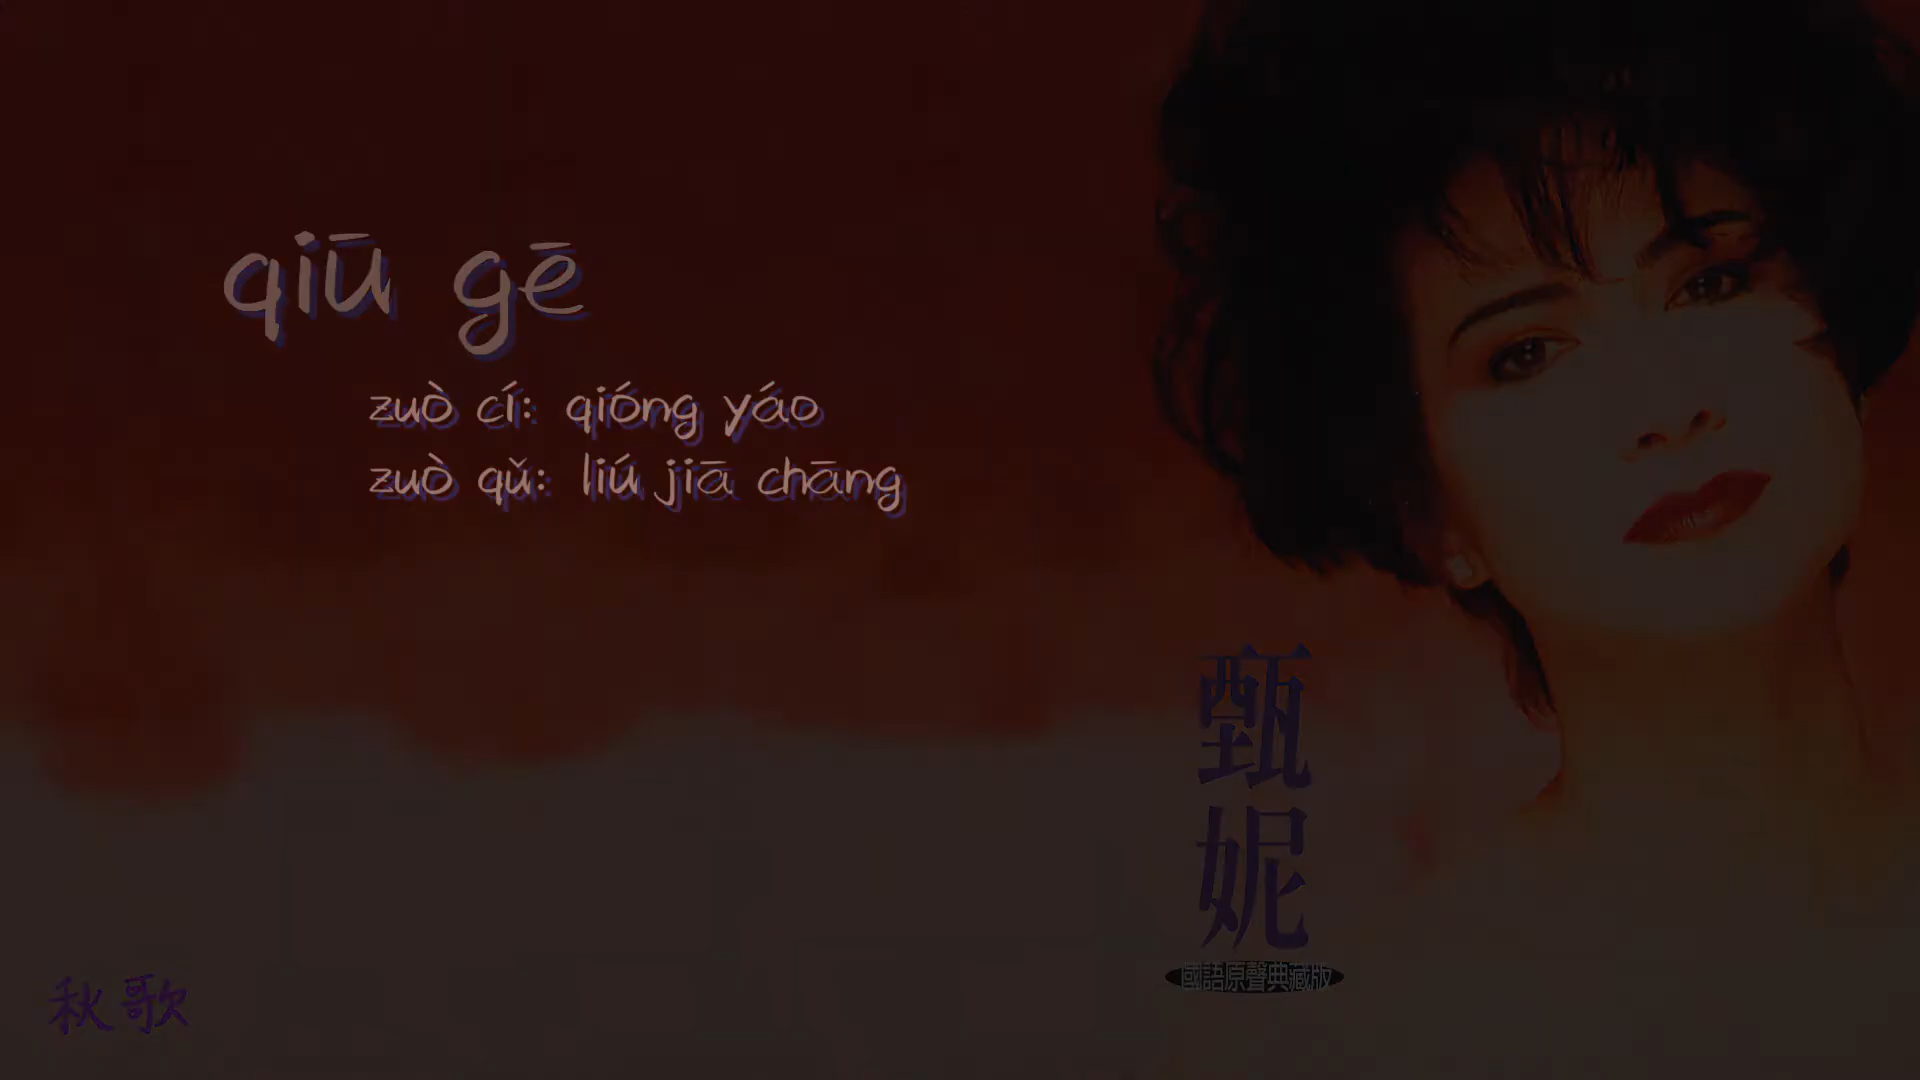 qiū gē
zuò cí: qióng yáo
zuò qǔ: liú jiā chāng
甄妮
國語原聲典藏版
秋歌